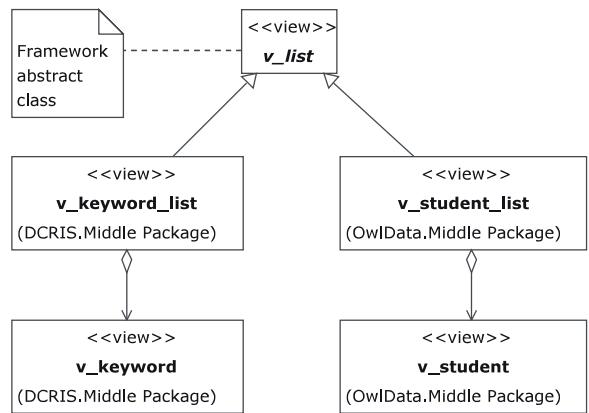 Framework
abstract
class
<<view>>
v_list
<<view>>
v_keyword_list
(DCRIS.Middle Package)
<<view>>
v_student_list
(OwlData.Middle Package)
<<view>>
v_keyword
(DCRIS.Middle Package)
<<view>>
v_student
(OwlData.Middle Package)